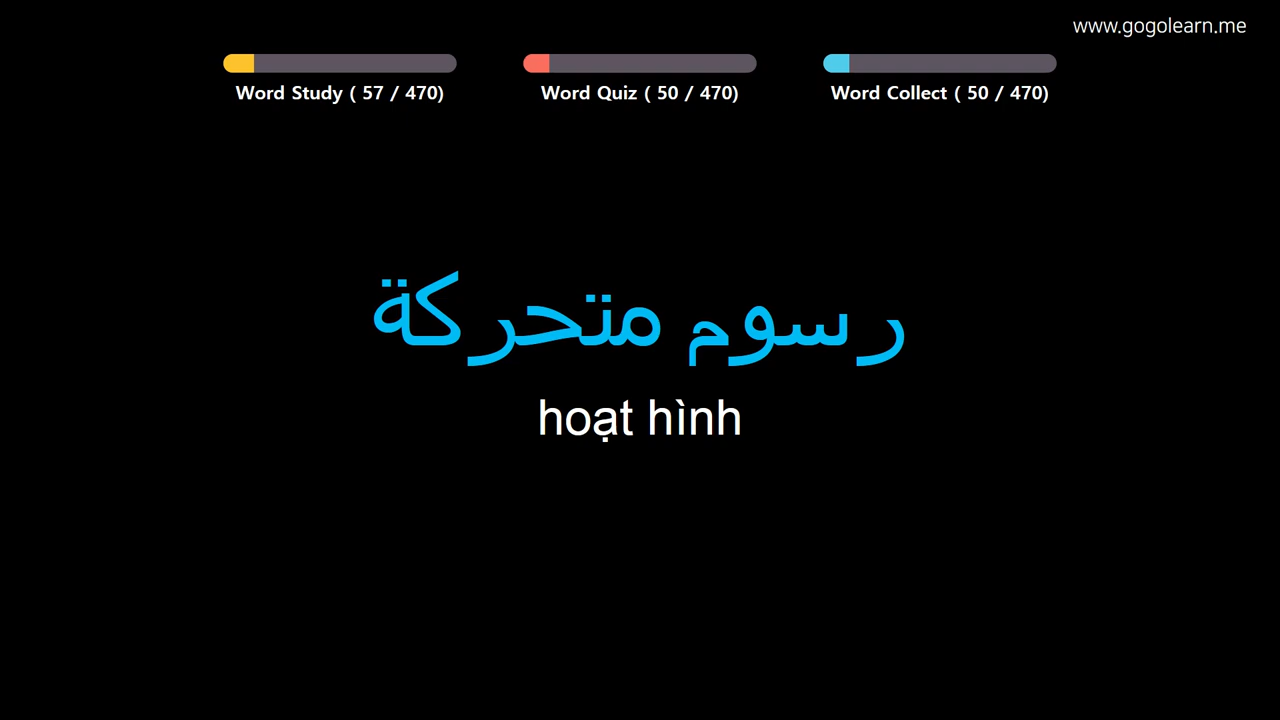 www.gogolearn.me
Word Study ( 57 / 470)
Word Quiz ( 50 / 470)
Word Collect ( 50 / 470)
رسوم متحركة
hoạt hình